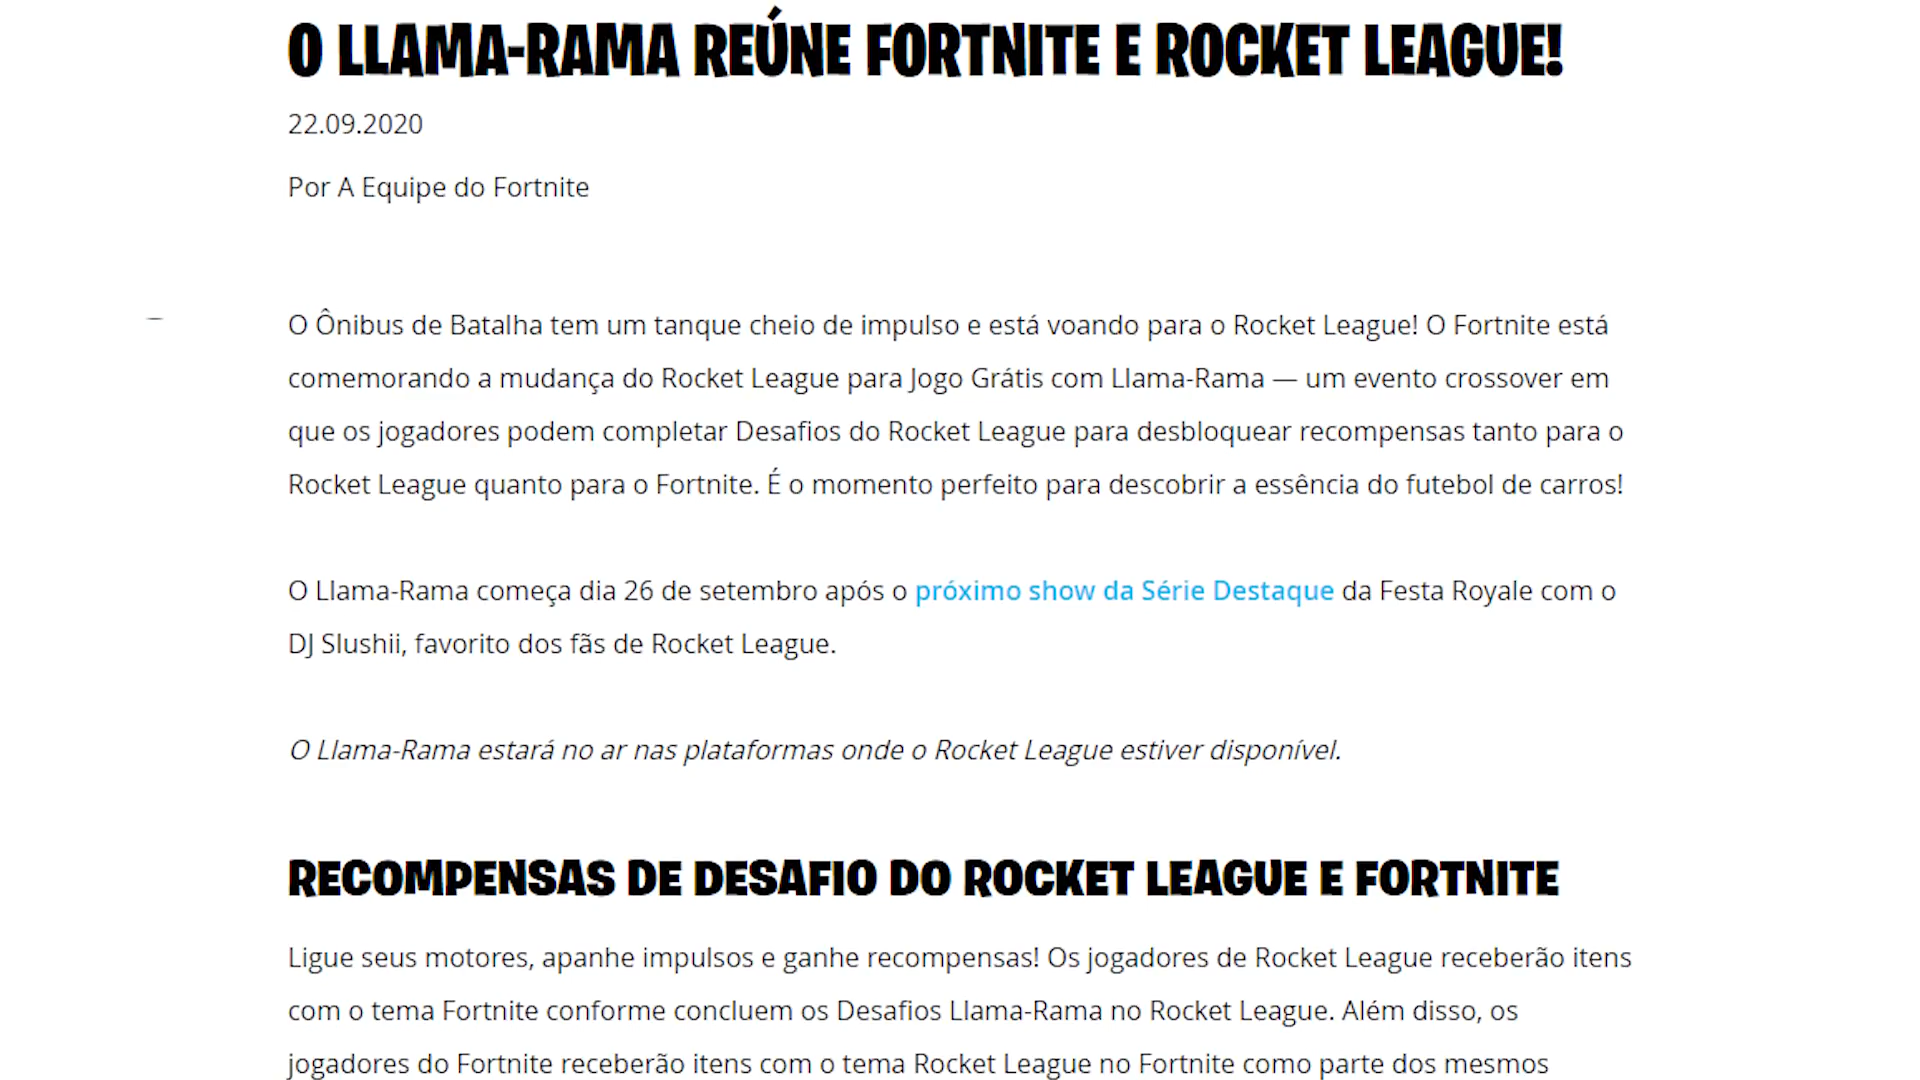 O LLAMA-RAMA REÚNE FORTNITE E ROCKET LEAGUE!
22.09.2020
Por A Equipe do Fortnite
O Ônibus de Batalha tem um tanque cheio de impulso e está voando para o Rocket League! O Fortnite está
comemorando a mudança do Rocket League para Jogo Grátis com Llama-Rama — um evento crossover em
que os jogadores podem completar Desafios do Rocket League para desbloquear recompensas tanto para o
Rocket League quanto para o Fortnite. É o momento perfeito para descobrir a essência do futebol de carros!
O Llama-Rama começa dia 26 de setembro após o próximo show da Série Destaque da Festa Royale com o
DJ Slushii, favorito dos fãs de Rocket League.
O Llama-Rama estará no ar nas plataformas onde o Rocket League estiver disponível.
RECOMPENSAS DE DESAFIO DO ROCKET LEAGUE E FORTNITE
Ligue seus motores, apanhe impulsos e ganhe recompensas! Os jogadores de Rocket League receberão itens
com o tema Fortnite conforme concluem os Desafios Llama-Rama no Rocket League. Além disso, os
jogadores do Fortnite receberão itens com o tema Rocket League no Fortnite como parte dos mesmos